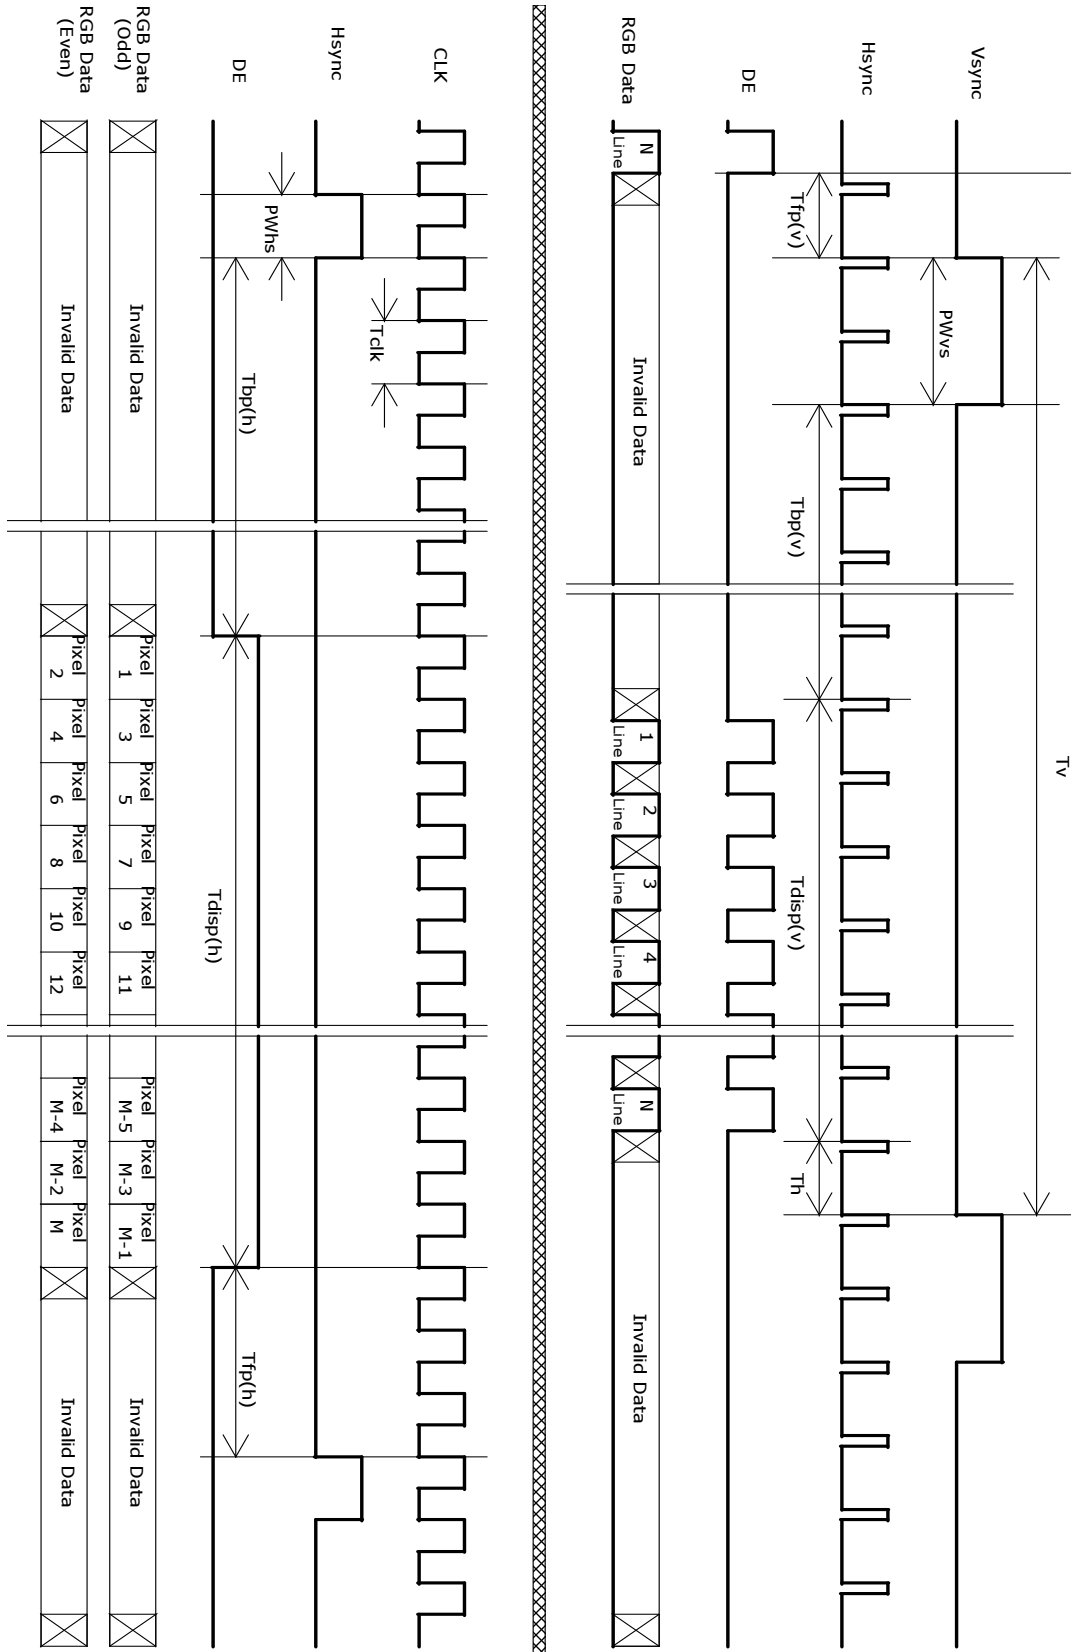 Vsync
Tv
PWvs
Hsync
Tfp(v)
Tbp(v)
Tdisp(v)
Th
DE
RGB Data
N
Line
Invalid Data
1
Line
2
Line
3
Line
4
Line
N
Line
Invalid Data
CLK
Tclk
Hsync
PWhs
Tbp(h)
Tdisp(h)
Tfp(h)
DE
RGB Data
(Odd)
Invalid Data
Pixel
1
Pixel
3
Pixel
5
Pixel
7
Pixel
9
Pixel
11
Pixel
M-5
Pixel
M-3
Pixel
M-1
Invalid Data
RGB Data
(Even)
Invalid Data
Pixel
2
Pixel
4
Pixel
6
Pixel
8
Pixel
10
Pixel
12
Pixel
M-4
Pixel
M-2
Pixel
M
Invalid Data